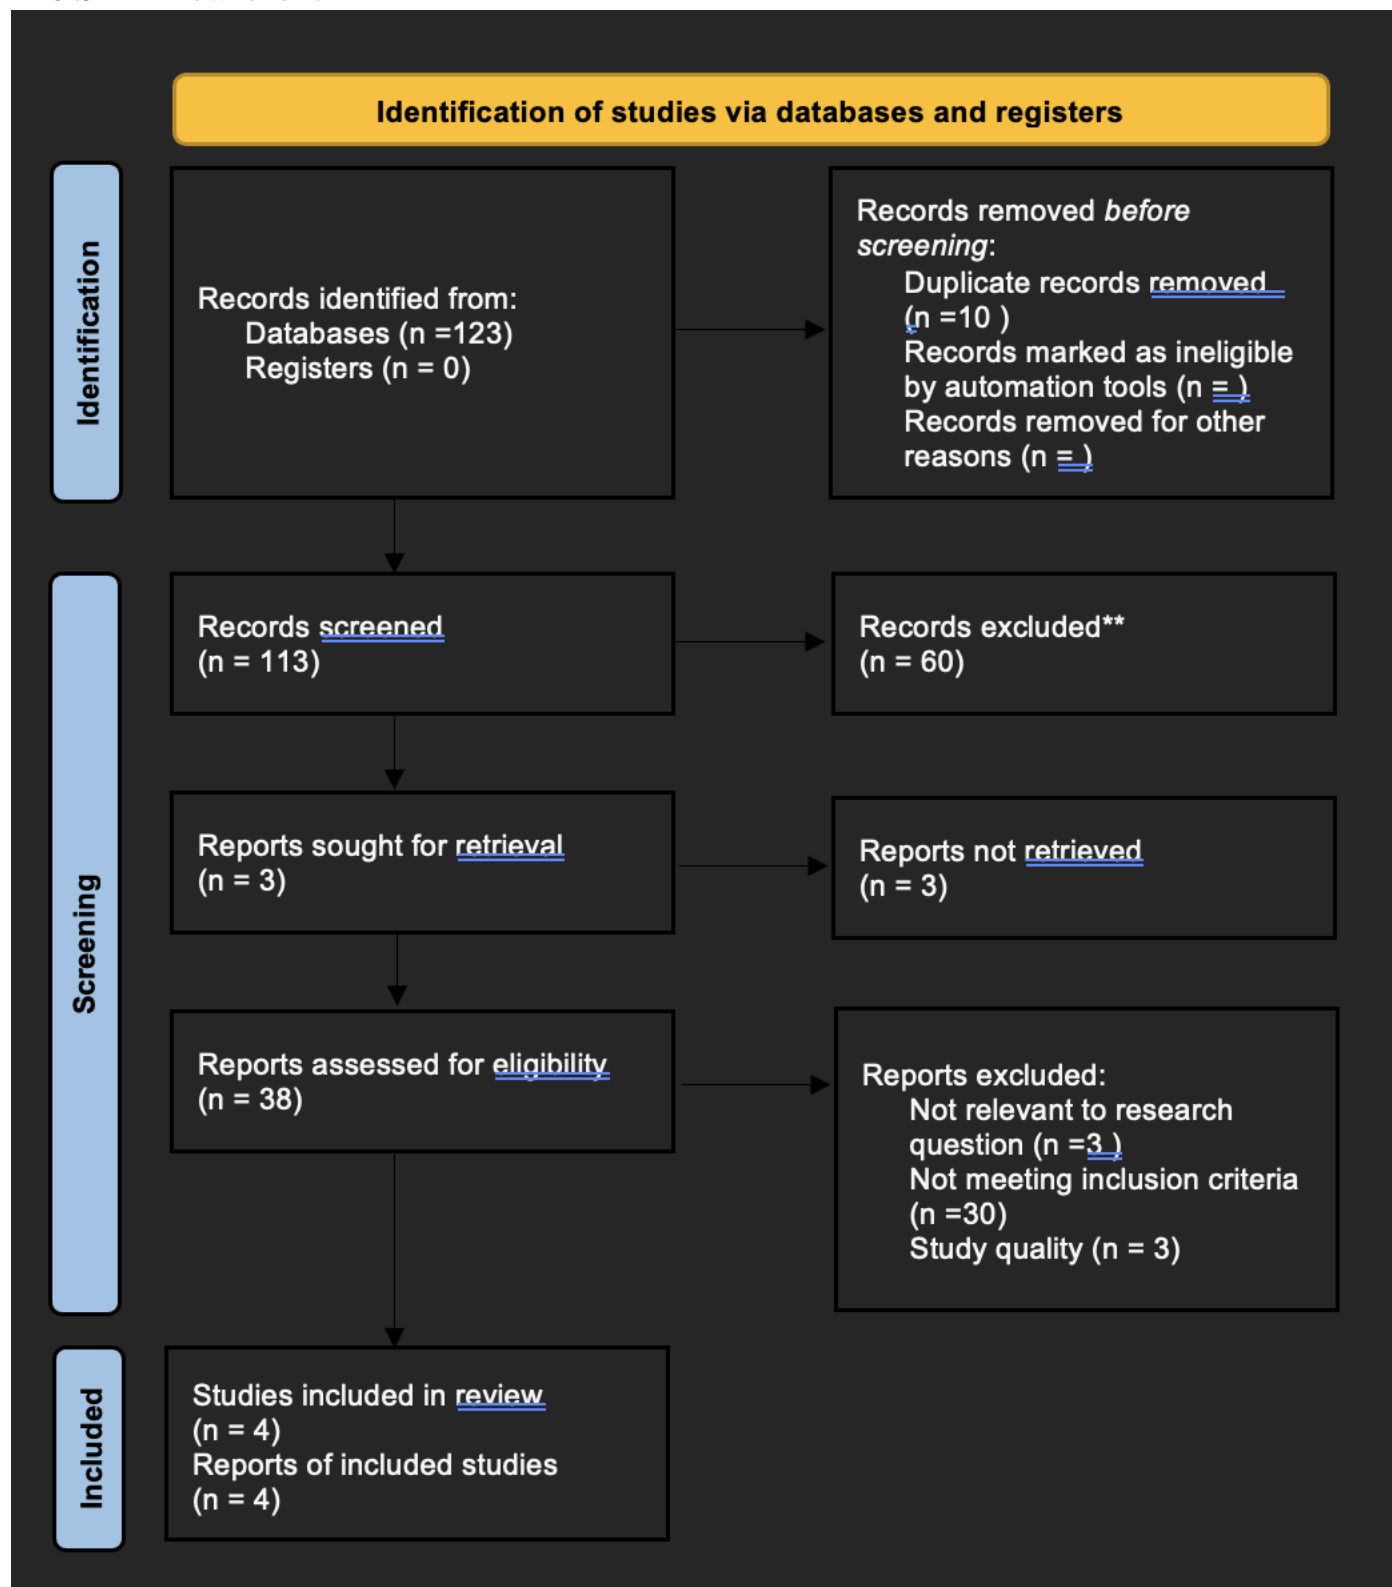 Identification of studies via databases and registers
Identification
Records identified from:
Databases (n =123)
Registers (n = 0)
Records removed before
screening:
Duplicate records removed
(n =10 )
Records marked as ineligible
by automation tools (n = )
Records removed for other
reasons (n = )
Screening
Records screened
(n = 113)
Records excluded**
(n = 60)
Reports sought for retrieval
(n = 3)
Reports not retrieved
(n = 3)
Reports assessed for eligibility
(n = 38)
Reports excluded:
Not relevant to research
question (n =3 )
Not meeting inclusion criteria
(n =30)
Study quality (n = 3)
Included
Studies included in review
(n = 4)
Reports of included studies
(n = 4)